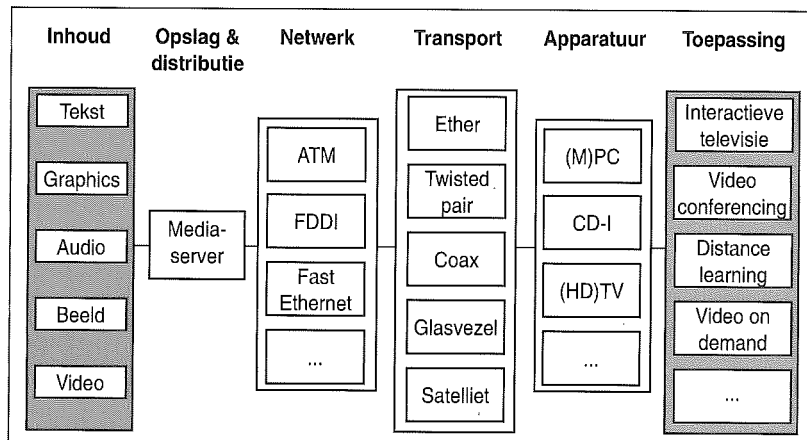 Inhoud
Opslag &
distributie
Netwerk
Transport
Apparatuur
Toepassing
Tekst
Graphics
Audio
Beeld
Video
Media-
server
ATM
FDDI
Fast
Ethernet
...
Ether
Twisted
pair
Coax
Glasvezel
Satelliet
(M)PC
CD-I
(HD)TV
...
Interactieve
televisie
Video
conferencing
Distance
learning
Video on
demand
...